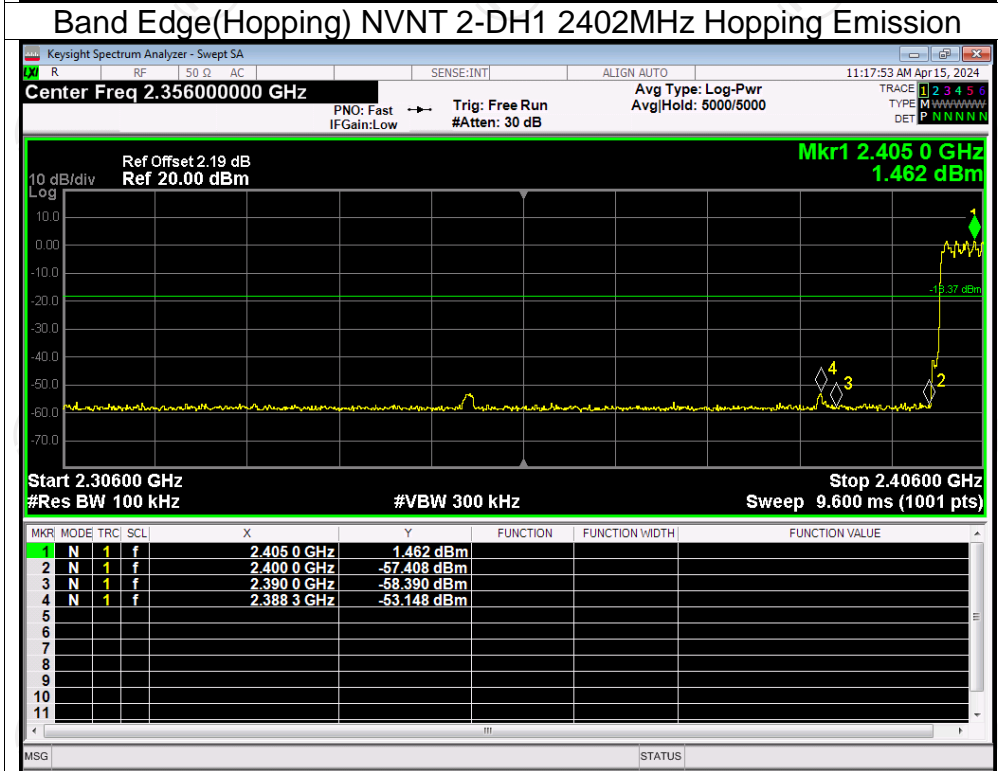 Band Edge(Hopping) NVNT 2-DH1 2402MHz Hopping Emission
Keysight Spectrum Analyzer - Swept SA
LXI R RF 50 Ω AC SENSE:INT ALIGN AUTO 11:17:53 AM Apr 15, 2024
Center Freq 2.356000000 GHz
PNO: Fast
IFGain:Low
Trig: Free Run
#Atten: 30 dB
Avg Type: Log-Pwr
Avg|Hold: 5000/5000
TRACE 1 2 3 4 5 6
TYPE M WWWWW
DET P N N N N N
Mkr1 2.405 0 GHz
1.462 dBm
Ref Offset 2.19 dB
10 dB/div Ref 20.00 dBm
Log
10.0
0.00
-10.0
-20.0
-30.0
-40.0
-50.0
-60.0
-70.0
1
-18.37 dBm
4
3
2
Start 2.30600 GHz Stop 2.40600 GHz
#Res BW 100 kHz #VBW 300 kHz Sweep 9.600 ms (1001 pts)
MKR MODE TRC SCL X Y FUNCTION FUNCTION WIDTH FUNCTION VALUE
1 N 1 f 2.405 0 GHz 1.462 dBm
2 N 1 f 2.400 0 GHz -57.408 dBm
3 N 1 f 2.390 0 GHz -58.390 dBm
4 N 1 f 2.388 3 GHz -53.148 dBm
5
6
7
8
9
10
11
MSG STATUS